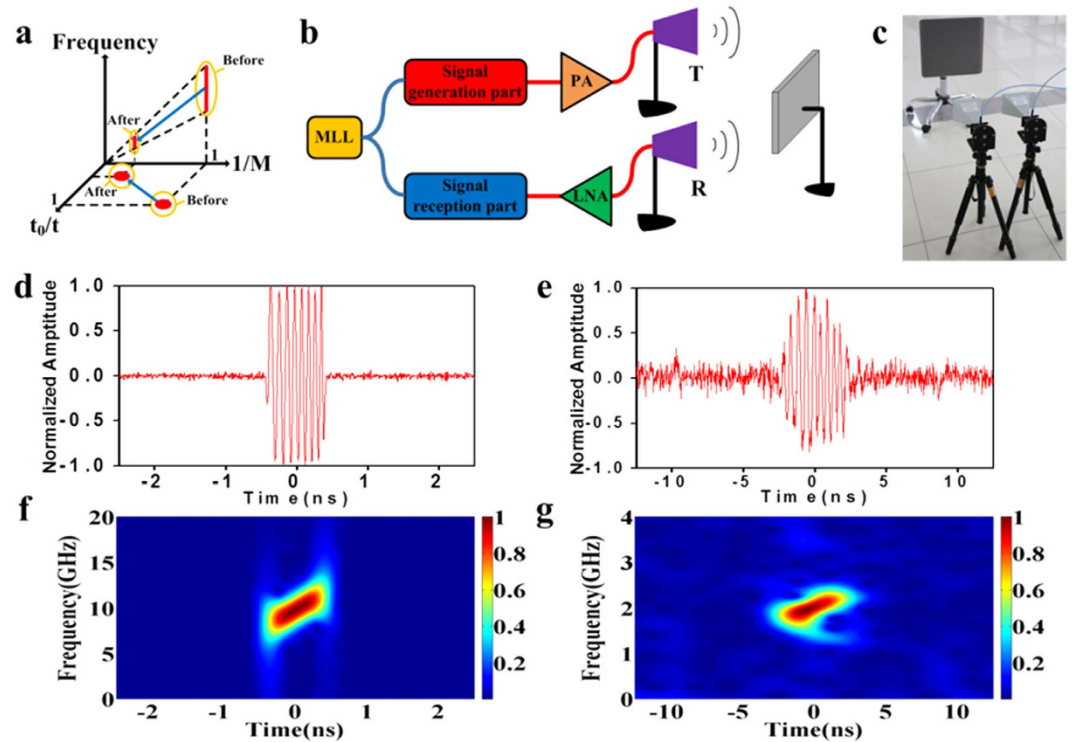 a
Frequency
Before
After
1
1/M
After
Before
1
t0/t
b
MLL
Signal
generation part
PA
T
Signal
reception part
LNA
R
c
d
Normalized Amplitude
1.0
0.5
0.0
-0.5
-1.0
-2 -1 0 1 2
Time(ns)
e
Normalized Amplitude
1.0
0.5
0.0
-0.5
-1.0
-10 -5 0 5 10
Time(ns)
f
Frequency(GHz)
20
15
10
5
0
-2 -1 0 1 2
Time(ns)
1
0.8
0.6
0.4
0.2
g
Frequency(GHz)
4
3
2
1
0
-10 -5 0 5 10
Time(ns)
1
0.8
0.6
0.4
0.2